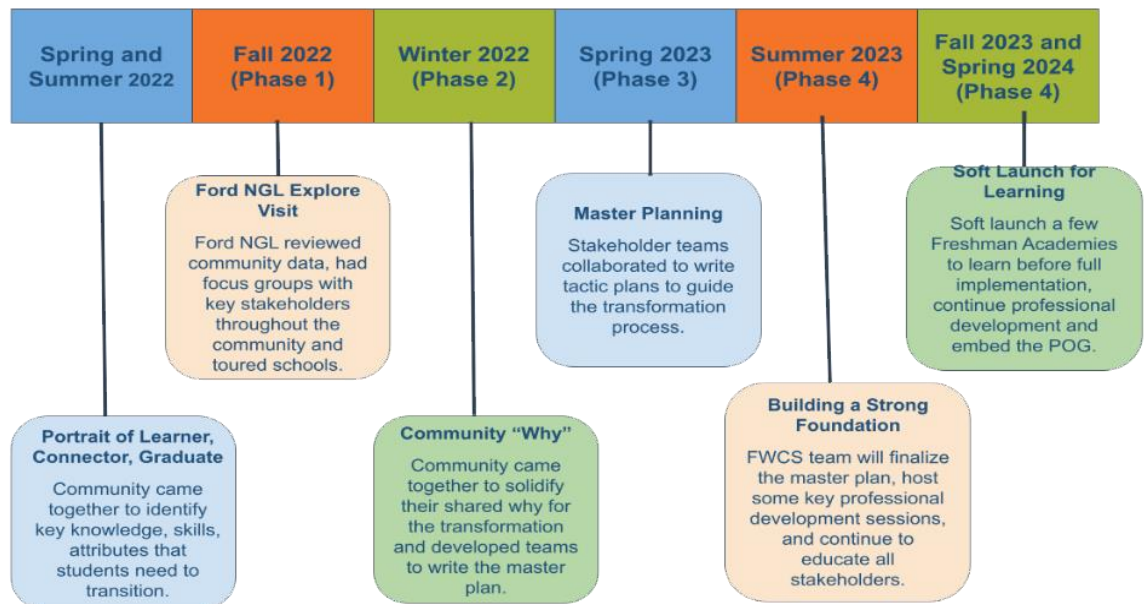 Spring and
Summer 2022
Fall 2022
(Phase 1)
Winter 2022
(Phase 2)
Spring 2023
(Phase 3)
Summer 2023
(Phase 4)
Fall 2023 and
Spring 2024
(Phase 4)
Ford NGL Explore
Visit
Ford NGL reviewed
community data, had
focus groups with
key stakeholders
throughout the
community and
toured schools.
Master Planning
Stakeholder teams
collaborated to write
tactic plans to guide
the transformation
process.
Soft Launch for
Learning
Soft launch a few
Freshman Academies
to learn before full
implementation,
continue professional
development and
embed the POG.
Portrait of Learner,
Connector, Graduate
Community came
together to identify
key knowledge, skills,
attributes that
students need to
transition.
Community “Why”
Community came
together to solidify
their shared why for
the transformation
and developed teams
to write the master
plan.
Building a Strong
Foundation
FWCS team will finalize
the master plan, host
some key professional
development sessions,
and continue to
educate all
stakeholders.